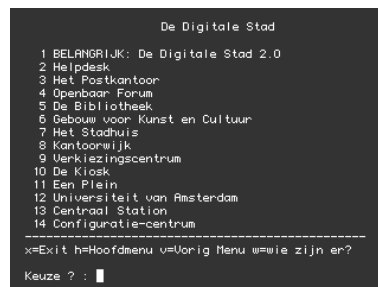 De Digitale Stad
1 BELANGRIJK: De Digitale Stad 2.0
2 Helpdesk
3 Het Postkantoor
4 Openbaar Forum
5 De Bibliotheek
6 Gebouw voor Kunst en Cultuur
7 Het Stadhuis
8 Kantoorwijk
9 Verkiezingscentrum
10 De Kiosk
11 Een Plein
12 Universiteit van Amsterdam
13 Centraal Station
14 Configuratie-centrum
x=Exit h=Hoofdmenu v=Vorig Menu w=wie zijn er?
Keuze ? :